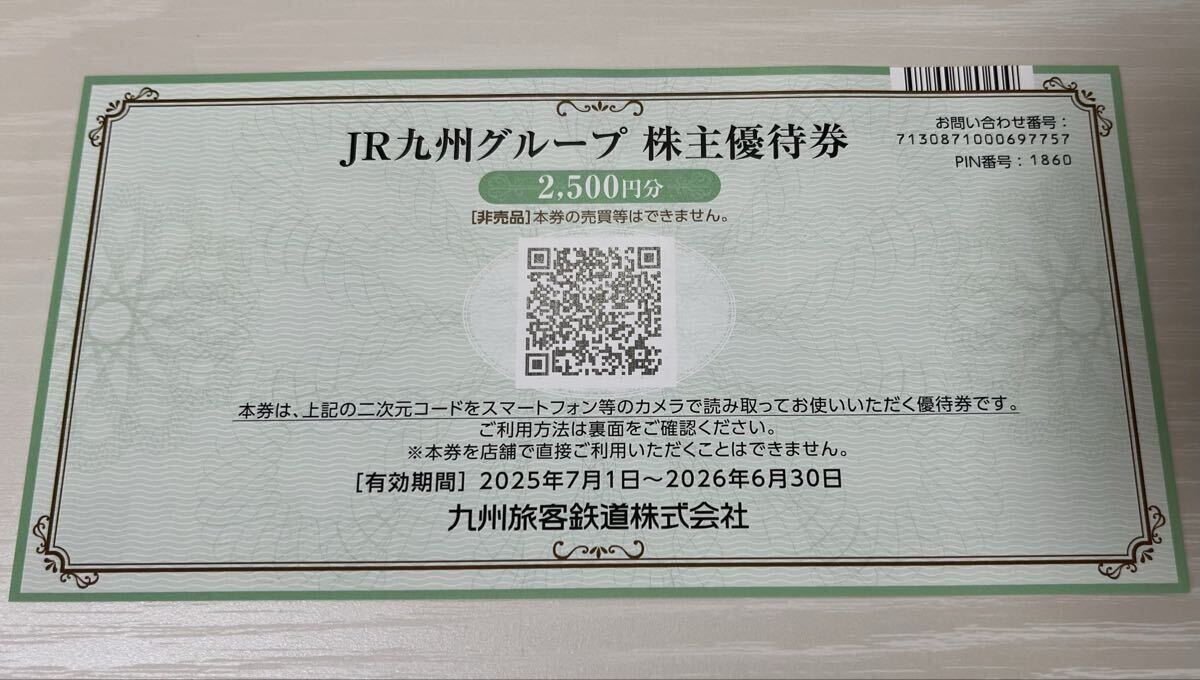 お問い合わせ番号：
7130871000697757
PIN番号：1860
JR九州グループ 株主優待券
2,500円分
[非売品]本券の売買等はできません。
本券は、上記の二次元コードをスマートフォン等のカメラで読み取ってお使いいただく優待券です。
ご利用方法は裏面をご確認ください。
※本券を店舗で直接ご利用いただくことはできません。
[有効期間] 2025年7月1日～2026年6月30日
九州旅客鉄道株式会社